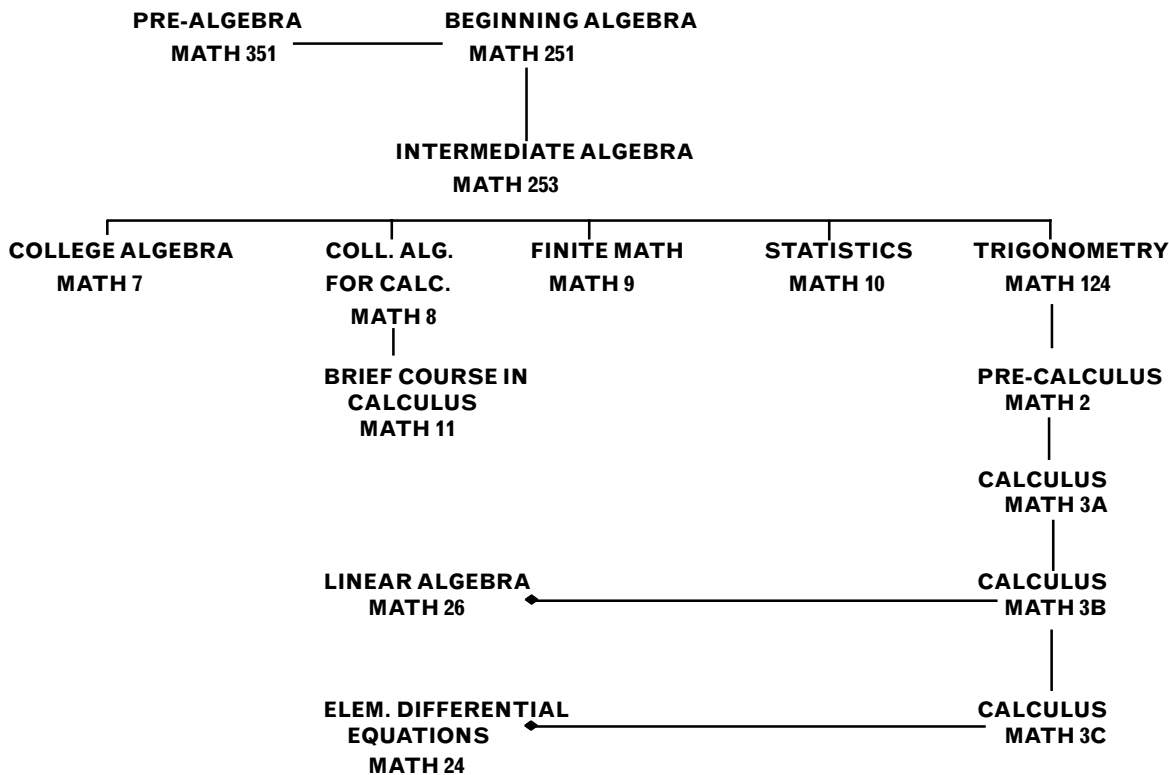 PRE-ALGEBRA
MATH 351
BEGINNING ALGEBRA
MATH 251
INTERMEDIATE ALGEBRA
MATH 253
COLLEGE ALGEBRA
MATH 7
COLL. ALG.
FOR CALC.
MATH 8
FINITE MATH
MATH 9
STATISTICS
MATH 10
TRIGONOMETRY
MATH 124
BRIEF COURSE IN
CALCULUS
MATH 11
PRE-CALCULUS
MATH 2
CALCULUS
MATH 3A
LINEAR ALGEBRA
MATH 26
CALCULUS
MATH 3B
ELEM. DIFFERENTIAL
EQUATIONS
MATH 24
CALCULUS
MATH 3C